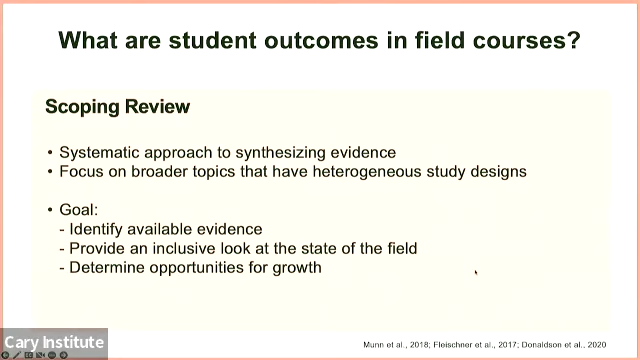 What are student outcomes in field courses?
Scoping Review
• Systematic approach to synthesizing evidence
• Focus on broader topics that have heterogeneous study designs
• Goal:
- Identify available evidence
- Provide an inclusive look at the state of the field
- Determine opportunities for growth
Cary Institute
Munn et al., 2018; Fleischner et al., 2017; Donaldson et al., 2020